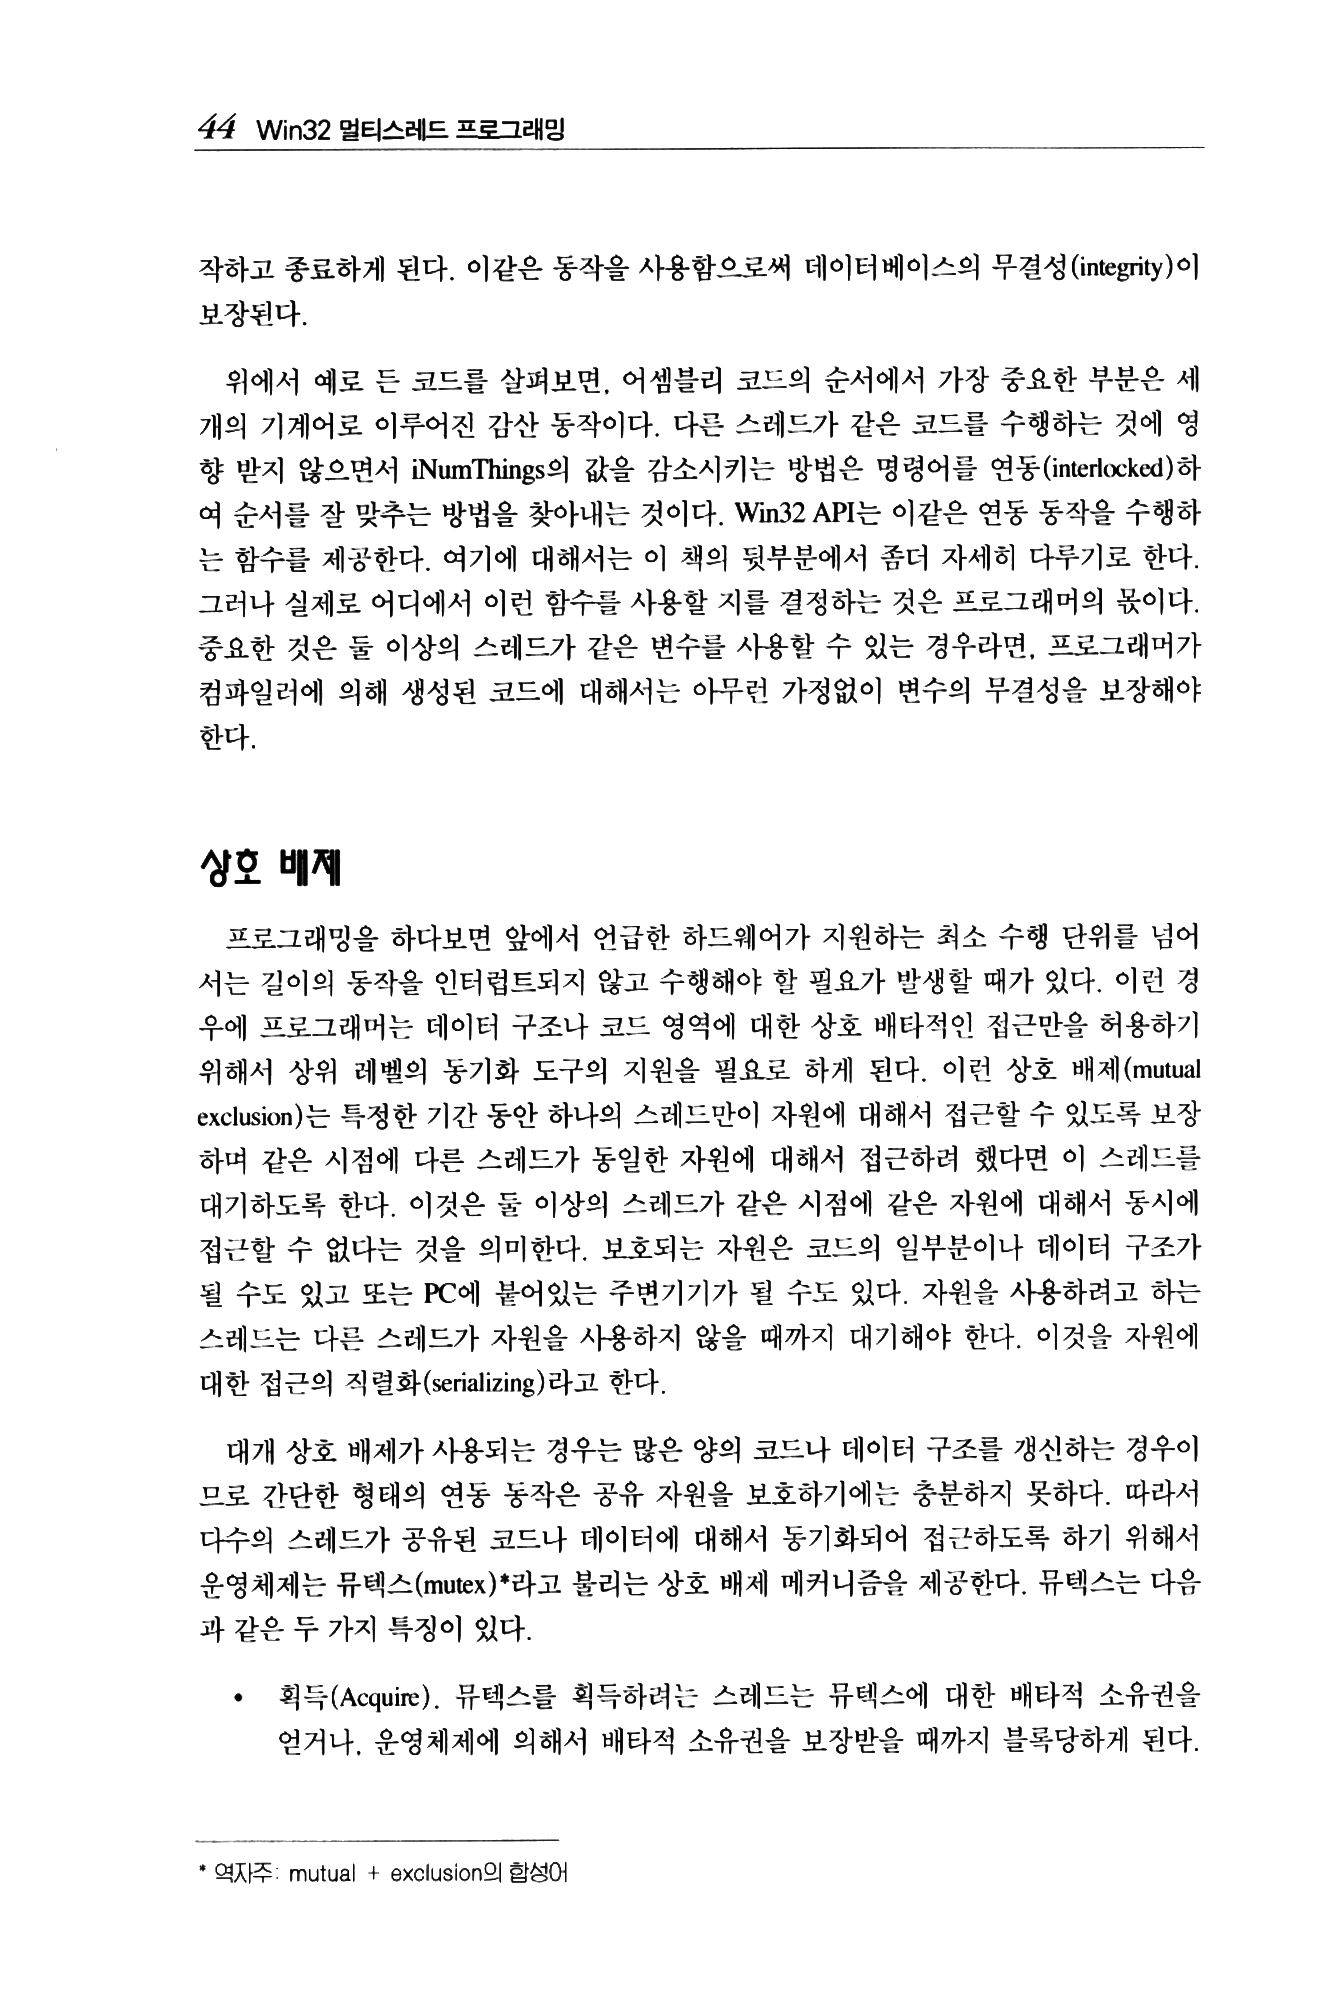 44 Win32 멀티스레드 프로그래밍
작하고 종료하게 된다. 이같은 동작을 사용함으로써 데이터베이스의 무결성(integrity)이
보장된다.
위에서 예로 든 코드를 살펴보면, 어셈블리 코드의 순서에서 가장 중요한 부분은 세
개의 기계어로 이루어진 감산 동작이다. 다른 스레드가 같은 코드를 수행하는 것에 영
향 받지 않으면서 iNumThings의 값을 감소시키는 방법은 명령어를 연동(interlocked)하
여 순서를 잘 맞추는 방법을 찾아내는 것이다. Win32 API는 이같은 연동 동작을 수행하
는 함수를 제공한다. 여기에 대해서는 이 책의 뒷부분에서 좀더 자세히 다루기로 한다.
그러나 실제로 어디에서 이런 함수를 사용할 지를 결정하는 것은 프로그래머의 몫이다.
중요한 것은 둘 이상의 스레드가 같은 변수를 사용할 수 있는 경우라면, 프로그래머가
컴파일러에 의해 생성된 코드에 대해서는 아무런 가정없이 변수의 무결성을 보장해야
한다.
상호 배제
프로그래밍을 하다보면 앞에서 언급한 하드웨어가 지원하는 최소 수행 단위를 넘어
서는 길이의 동작을 인터럽트되지 않고 수행해야 할 필요가 발생할 때가 있다. 이런 경
우에 프로그래머는 데이터 구조나 코드 영역에 대한 상호 배타적인 접근만을 허용하기
위해서 상위 레벨의 동기화 도구의 지원을 필요로 하게 된다. 이런 상호 배제(mutual
exclusion)는 특정한 기간 동안 하나의 스레드만이 자원에 대해서 접근할 수 있도록 보장
하며 같은 시점에 다른 스레드가 동일한 자원에 대해서 접근하려 했다면 이 스레드를
대기하도록 한다. 이것은 둘 이상의 스레드가 같은 시점에 같은 자원에 대해서 동시에
접근할 수 없다는 것을 의미한다. 보호되는 자원은 코드의 일부분이나 데이터 구조가
될 수도 있고 또는 PC에 붙어있는 주변기기가 될 수도 있다. 자원을 사용하려고 하는
스레드는 다른 스레드가 자원을 사용하지 않을 때까지 대기해야 한다. 이것을 자원에
대한 접근의 직렬화(serializing)라고 한다.
대개 상호 배제가 사용되는 경우는 많은 양의 코드나 데이터 구조를 갱신하는 경우이
므로 간단한 형태의 연동 동작은 공유 자원을 보호하기에는 충분하지 못하다. 따라서
다수의 스레드가 공유된 코드나 데이터에 대해서 동기화되어 접근하도록 하기 위해서
운영체제는 뮤텍스(mutex)*라고 불리는 상호 배제 메커니즘을 제공한다. 뮤텍스는 다음
과 같은 두 가지 특징이 있다.
• 획득(Acquire). 뮤텍스를 획득하려는 스레드는 뮤텍스에 대한 배타적 소유권을
얻거나, 운영체제에 의해서 배타적 소유권을 보장받을 때까지 블록당하게 된다.
* 역자주: mutual + exclusion의 합성어